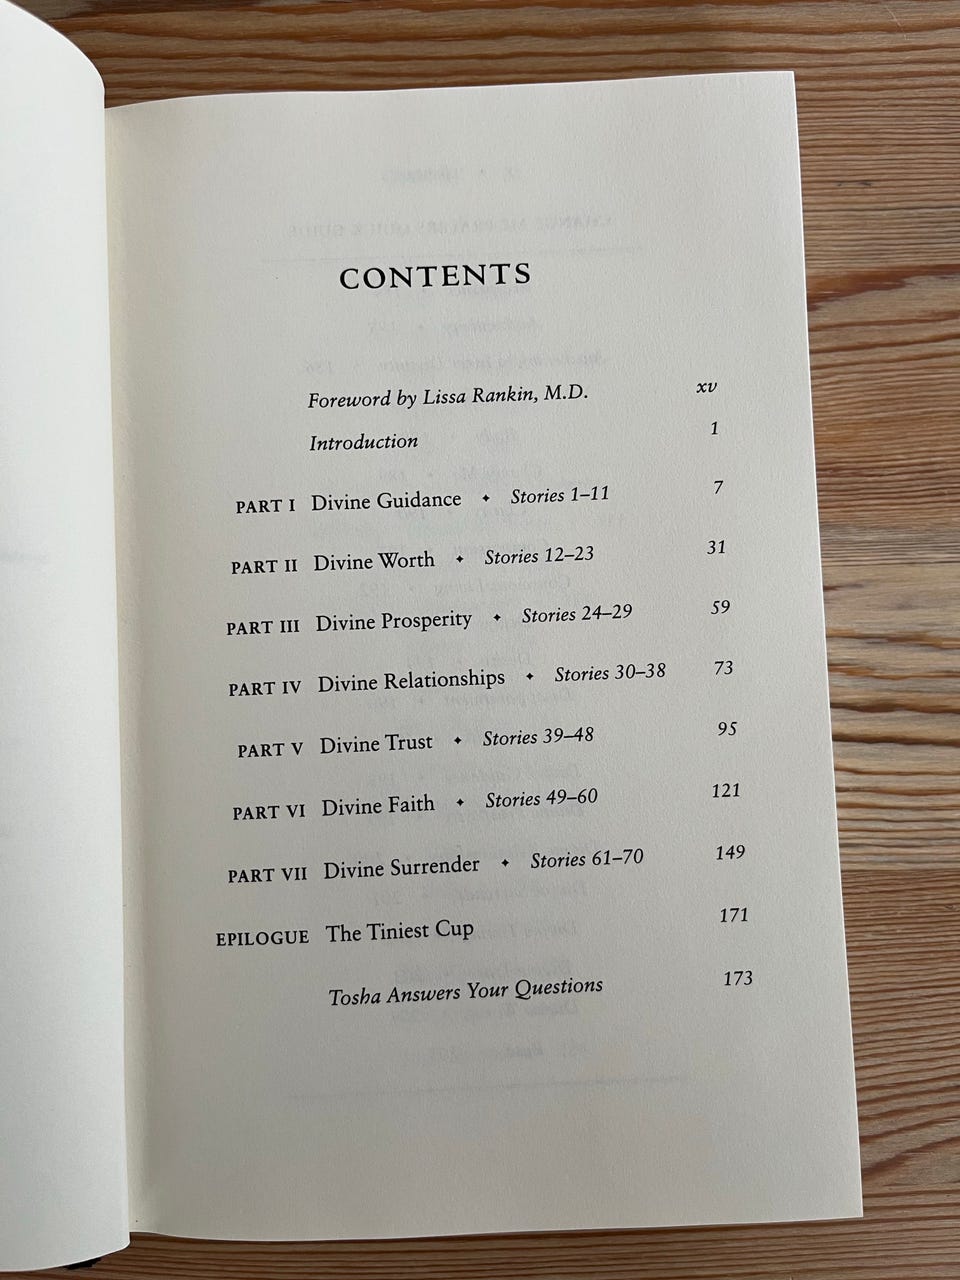 CONTENTS
Foreword by Lissa Rankin, M.D. xv
Introduction 1
PART I Divine Guidance ✦ Stories 1–11 7
PART II Divine Worth ✦ Stories 12–23 31
PART III Divine Prosperity ✦ Stories 24–29 59
PART IV Divine Relationships ✦ Stories 30–38 73
PART V Divine Trust ✦ Stories 39–48 95
PART VI Divine Faith ✦ Stories 49–60 121
PART VII Divine Surrender ✦ Stories 61–70 149
EPILOGUE The Tiniest Cup 171
Tosha Answers Your Questions 173